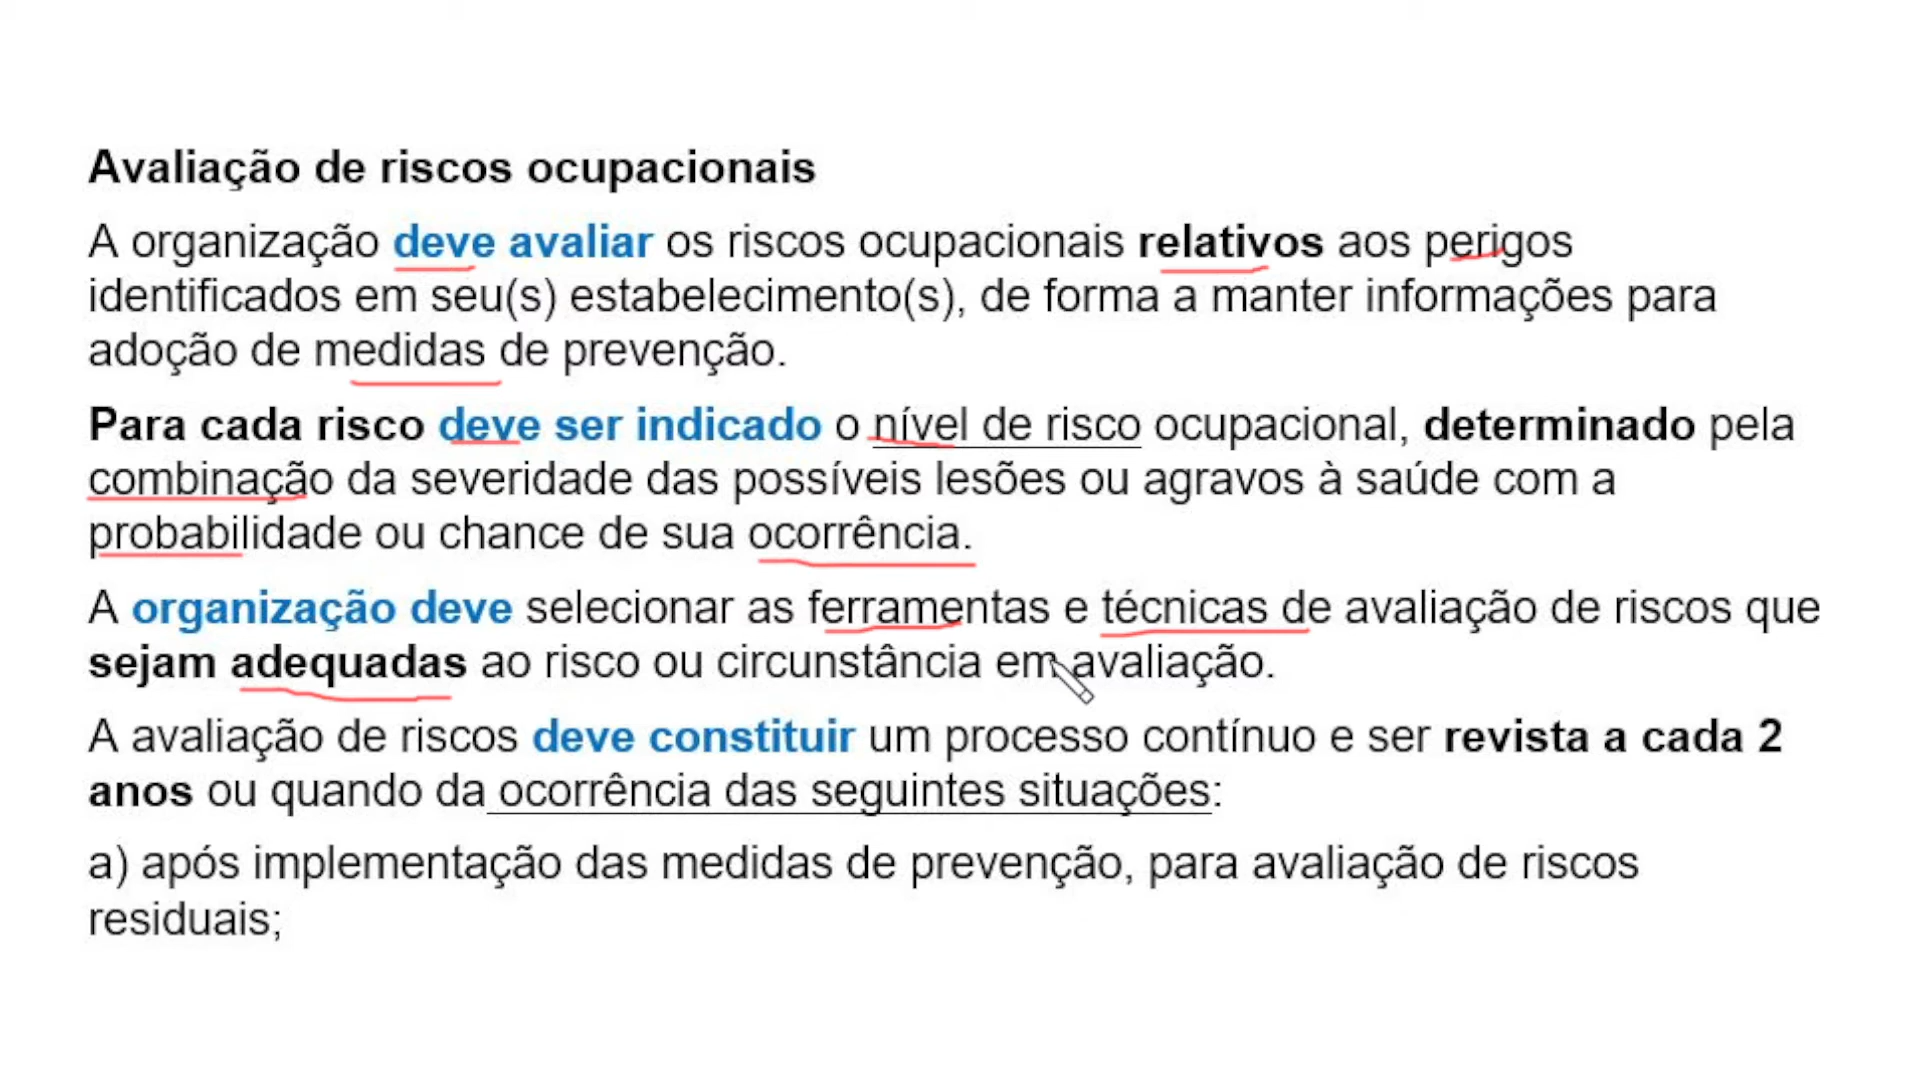 Avaliação de riscos ocupacionais
A organização deve avaliar os riscos ocupacionais relativos aos perigos
identificados em seu(s) estabelecimento(s), de forma a manter informações para
adoção de medidas de prevenção.
Para cada risco deve ser indicado o nível de risco ocupacional, determinado pela
combinação da severidade das possíveis lesões ou agravos à saúde com a
probabilidade ou chance de sua ocorrência.
A organização deve selecionar as ferramentas e técnicas de avaliação de riscos que
sejam adequadas ao risco ou circunstância em avaliação.
A avaliação de riscos deve constituir um processo contínuo e ser revista a cada 2
anos ou quando da ocorrência das seguintes situações:
a) após implementação das medidas de prevenção, para avaliação de riscos
residuais;